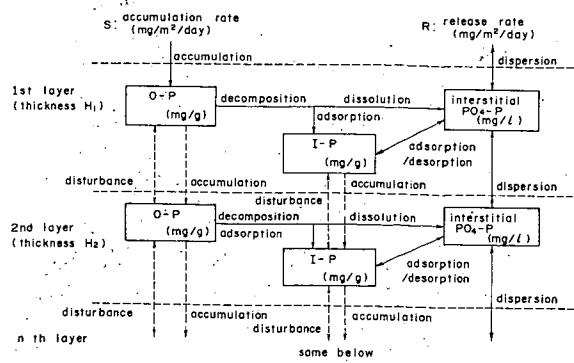 S: accumulation rate
(mg/m²/day)
R: release rate
(mg/m²/day)
accumulation
dispersion
1st layer
(thickness H₁)
O-P
(mg/g)
decomposition
dissolution
adsorption
interstitial
PO₄-P
(mg/l)
I-P
(mg/g)
adsorption
/desorption
disturbance
accumulation
disturbance
accumulation
dispersion
2nd layer
(thickness H₂)
O-P
(mg/g)
decomposition
adsorption
dissolution
interstitial
PO₄-P
(mg/l)
I-P
(mg/g)
adsorption
/desorption
disturbance
accumulation
disturbance
accumulation
dispersion
n th layer
same below